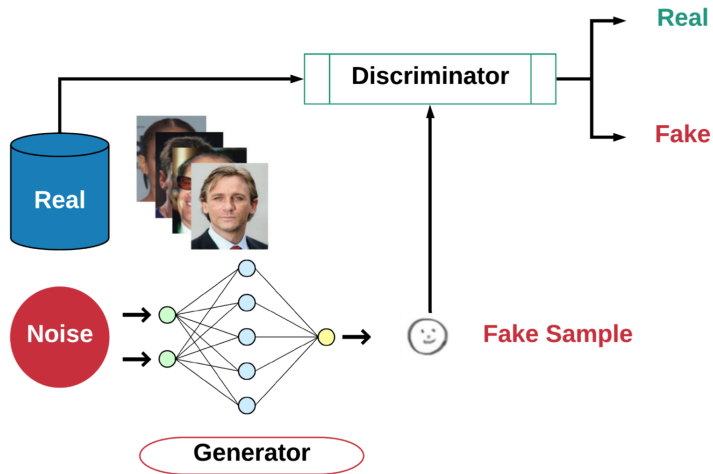 Real
Discriminator
Fake
Real
Noise
Fake Sample
Generator